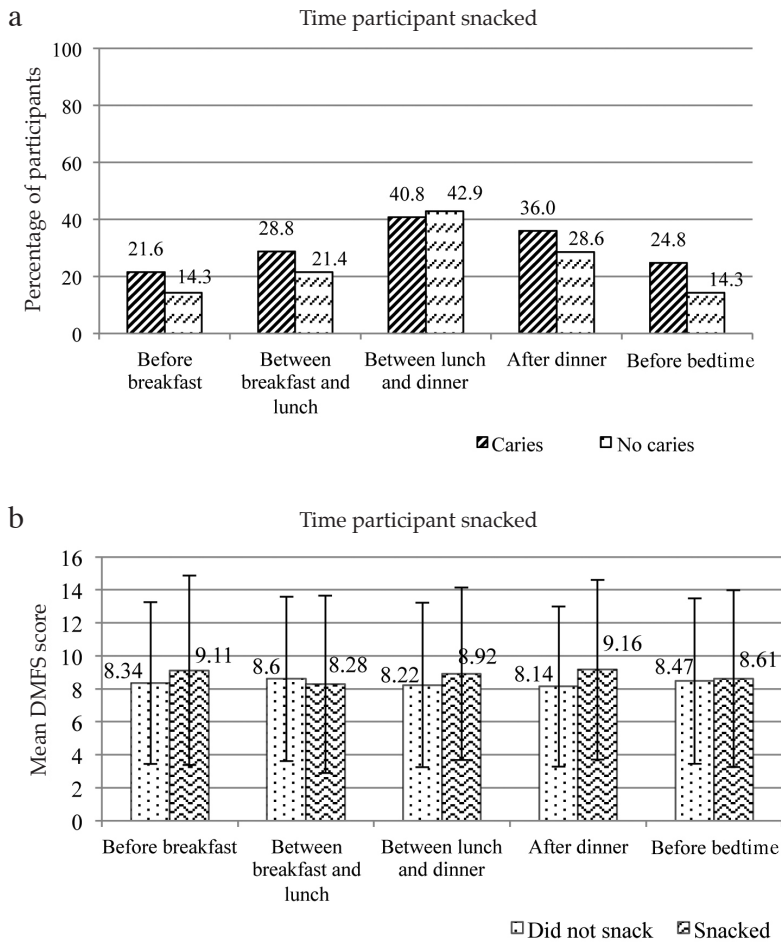 a
Time participant snacked
Percentage of participants
100
80
60
40
20
0
21.6
14.3
28.8
21.4
40.8
42.9
36.0
28.6
24.8
14.3
Before
breakfast
Between
breakfast and
lunch
Between lunch
and dinner
After dinner
Before bedtime
Caries
No caries
b
Time participant snacked
Mean DMFS score
16
14
12
10
8
6
4
2
0
8.34
9.11
8.6
8.28
8.22
8.92
8.14
9.16
8.47
8.61
Before breakfast
Between
breakfast and
lunch
Between lunch
and dinner
After dinner
Before bedtime
Did not snack
Snacked